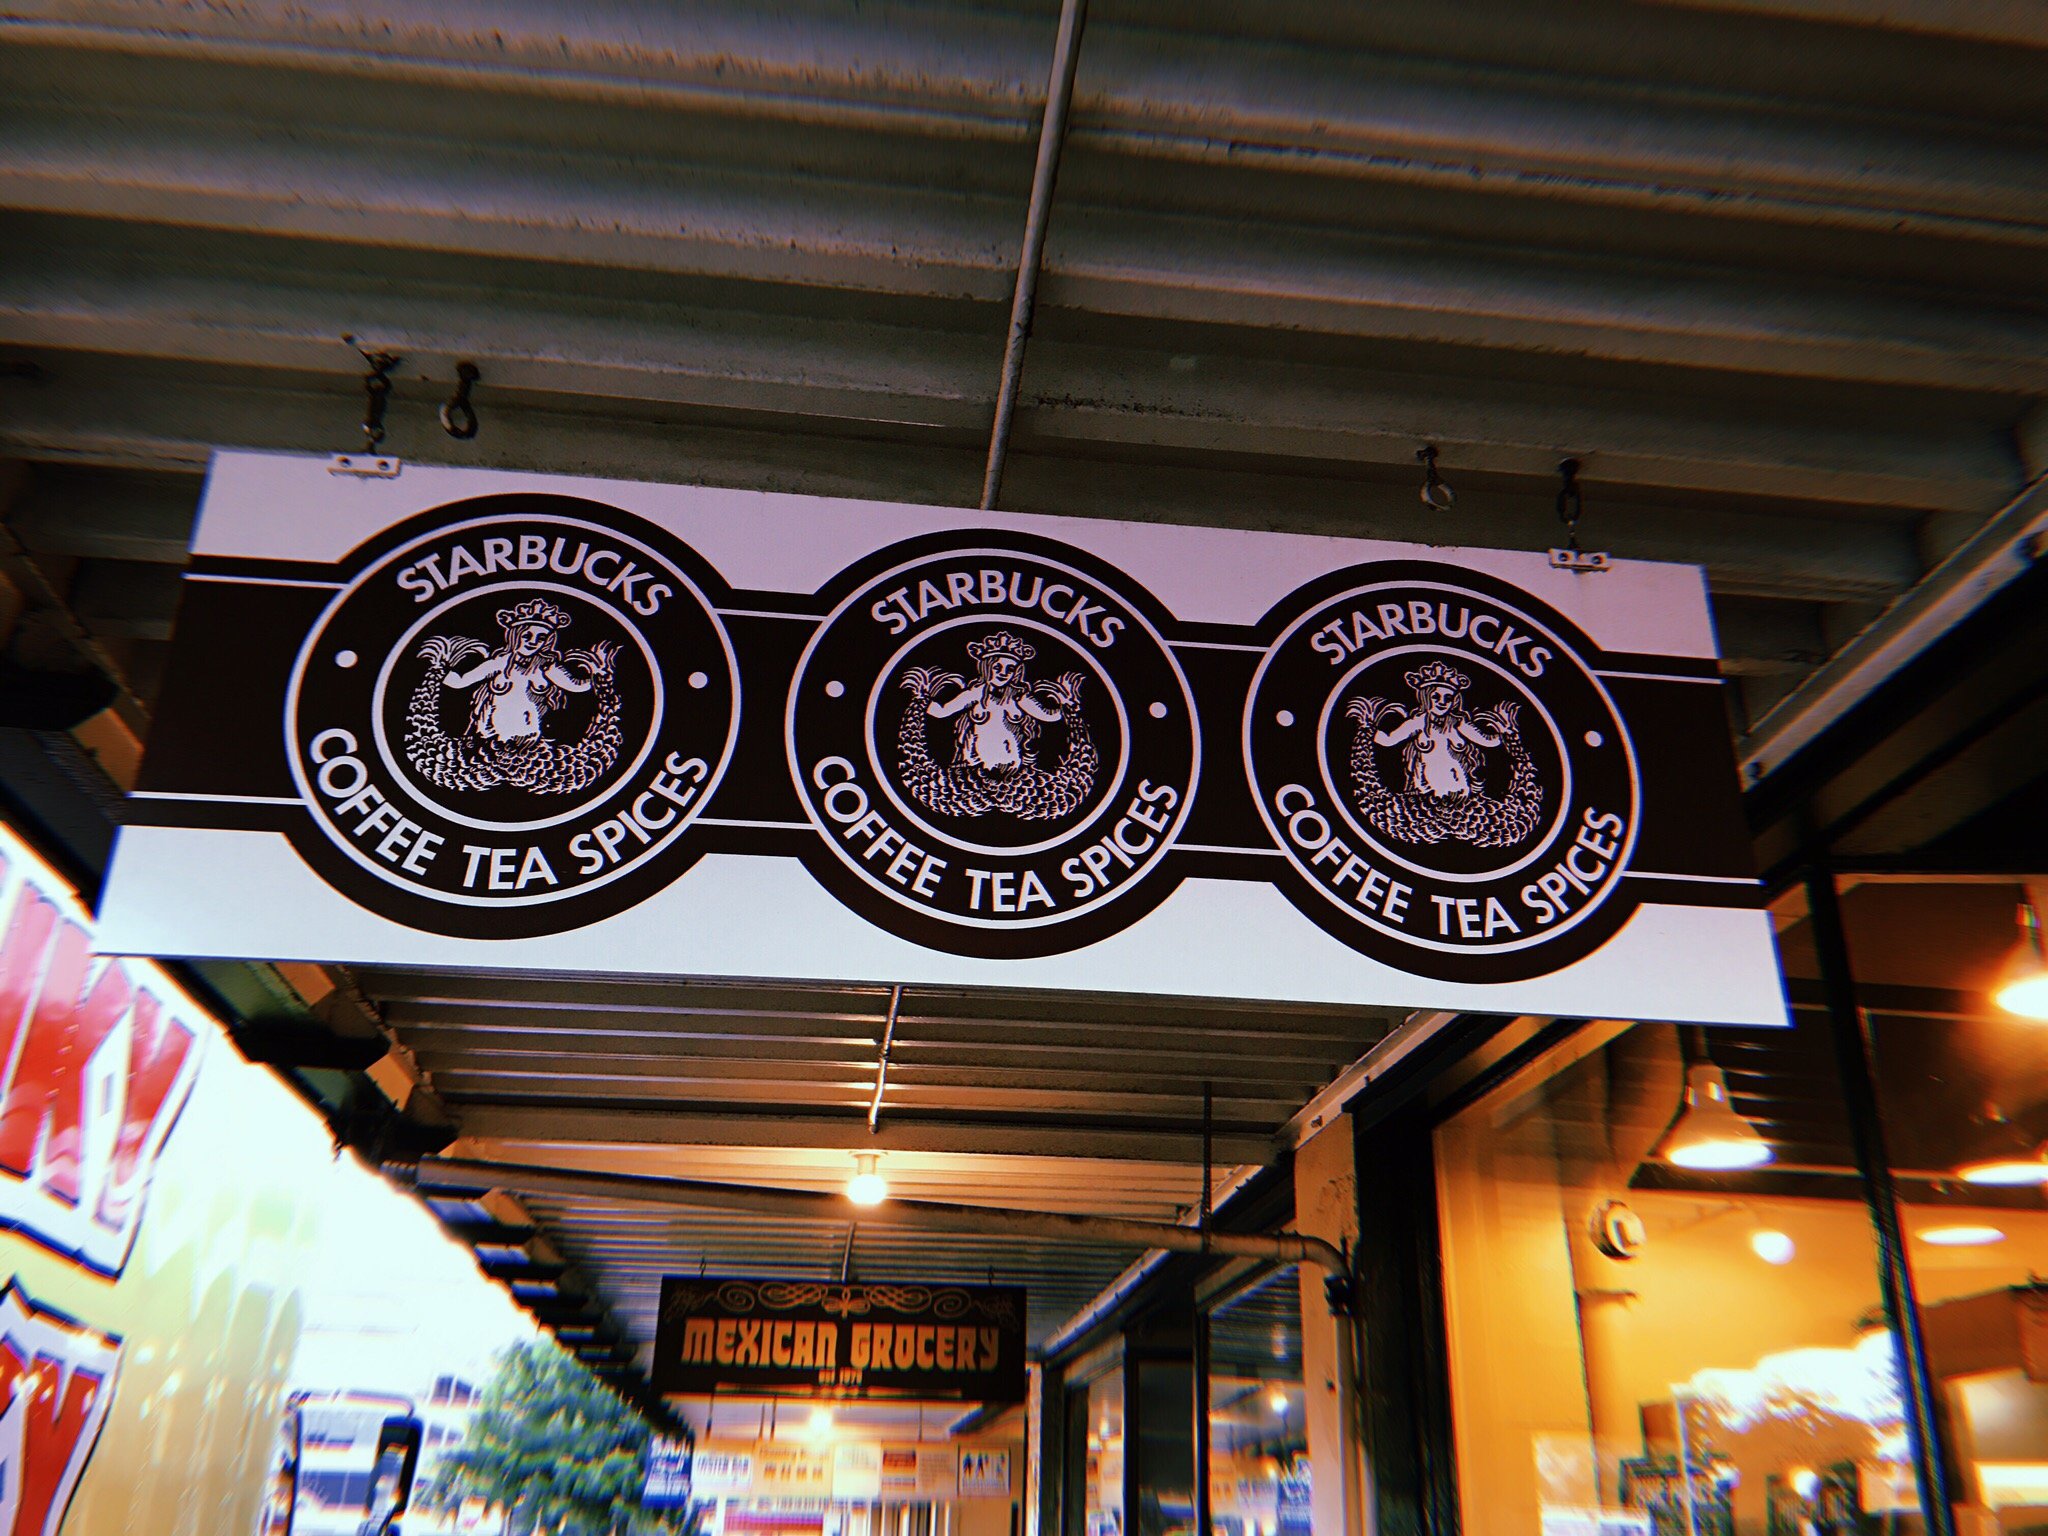 STARBUCKS
COFFEE TEA SPICES
STARBUCKS
COFFEE TEA SPICES
STARBUCKS
COFFEE TEA SPICES
MEXICAN GROCERY